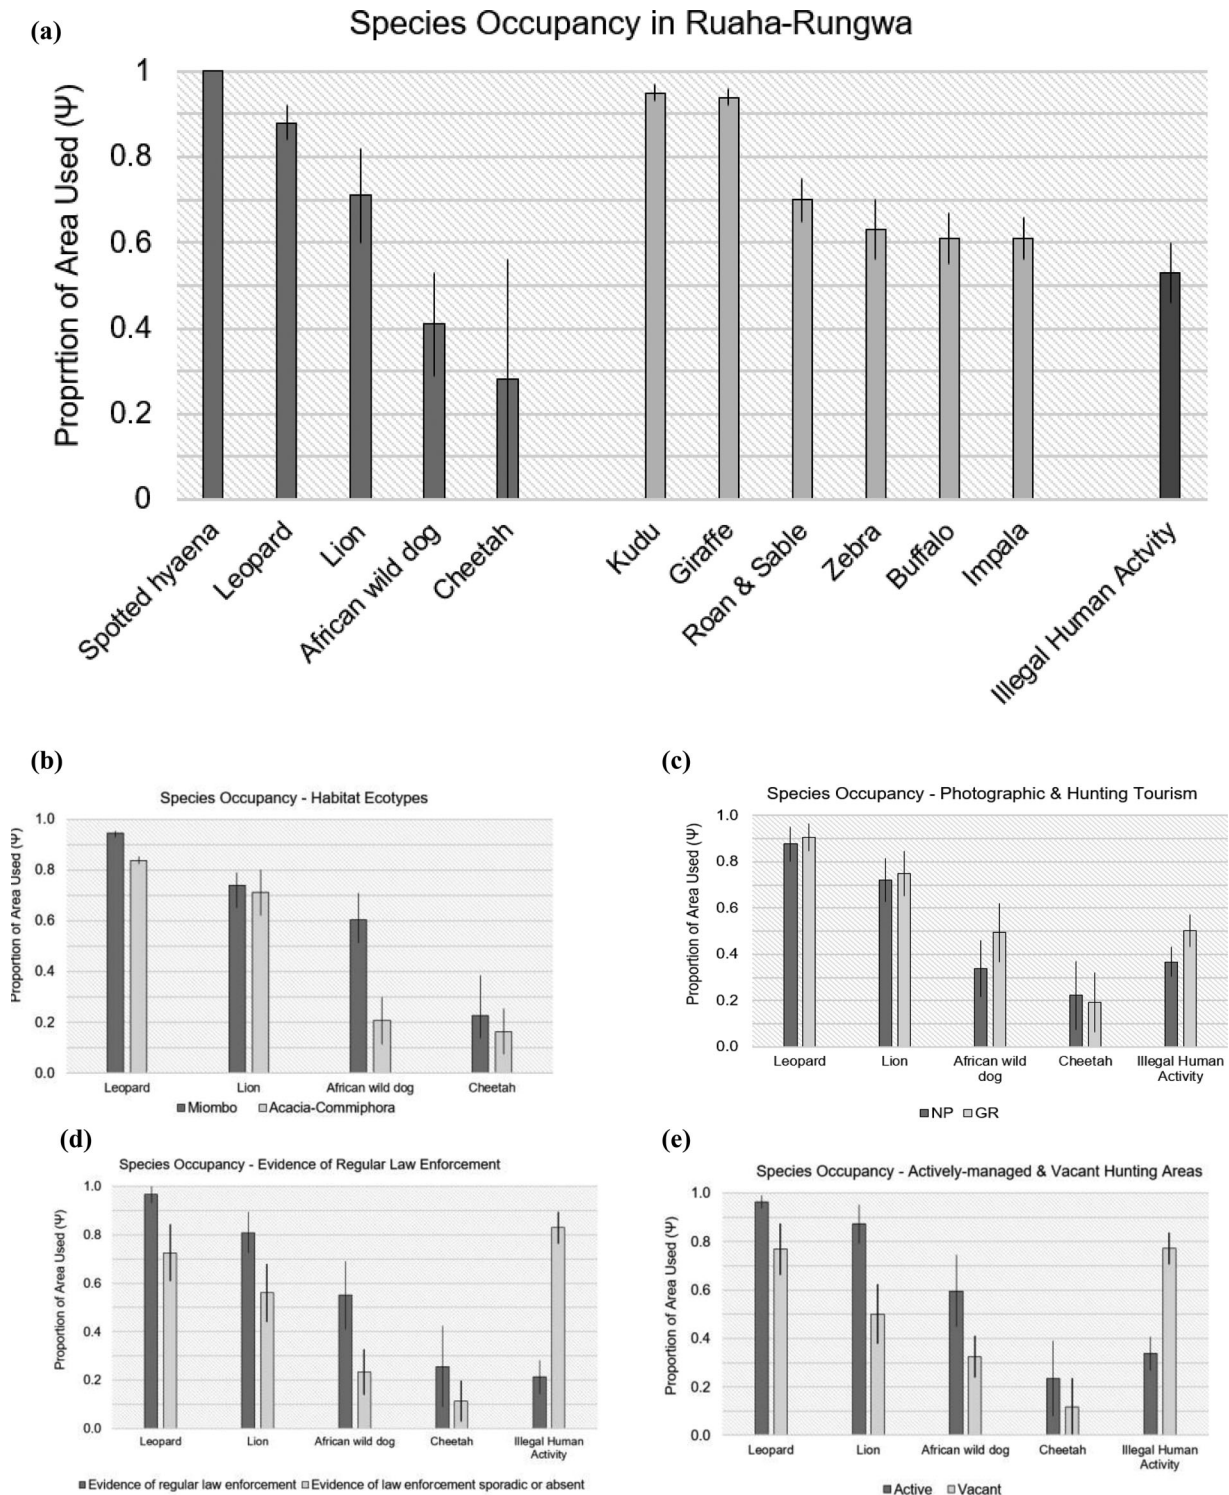 (a)
Species Occupancy in Ruaha-Rungwa
Proprrtion of Area Used (Ψ)
1
0.8
0.6
0.4
0.2
0
Spotted hyaena
Leopard
Lion
African wild dog
Cheetah
Kudu
Giraffe
Roan & Sable
Zebra
Buffalo
Impala
Illegal Human Actvity
(b)
Species Occupancy - Habitat Ecotypes
Proportion of Area Used (Ψ)
1.0
0.8
0.6
0.4
0.2
0.0
Leopard
Lion
African wild dog
Cheetah
Miombo
Acacia-Commiphora
(c)
Species Occupancy - Photographic & Hunting Tourism
Proportion of Area Used (Ψ)
1.0
0.8
0.6
0.4
0.2
0.0
Leopard
Lion
African wild
dog
Cheetah
Illegal Human
Activity
NP
GR
(d)
Species Occupancy - Evidence of Regular Law Enforcement
Proportion of Area Used (Ψ)
1.0
0.8
0.6
0.4
0.2
0.0
Leopard
Lion
African wild dog
Cheetah
Illegal Human
Activity
Evidence of regular law enforcement
Evidence of law enforcement sporadic or absent
(e)
Species Occupancy - Actively-managed & Vacant Hunting Areas
Proportion of Area Used (Ψ)
1.0
0.8
0.6
0.4
0.2
0.0
Leopard
Lion
African wild dog
Cheetah
Illegal Human
Activity
Active
Vacant